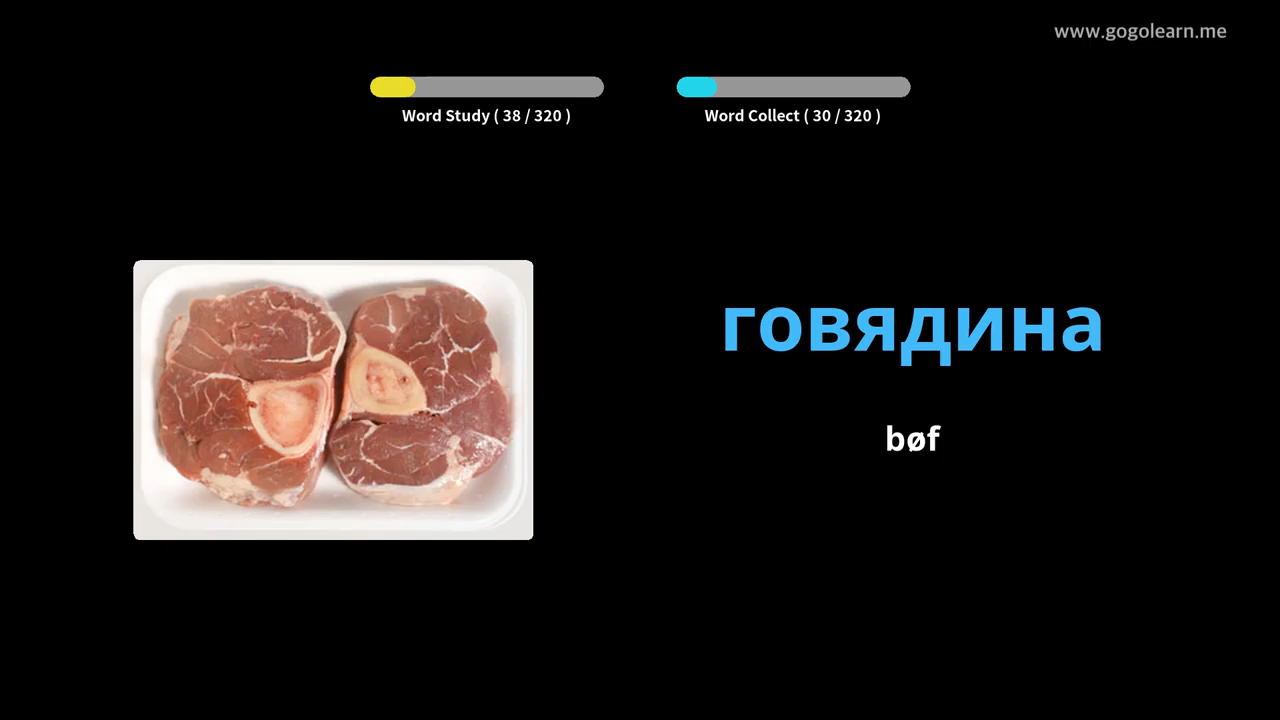 www.gogolearn.me
Word Study ( 38 / 320 )
Word Collect ( 30 / 320 )
говядина
bøf